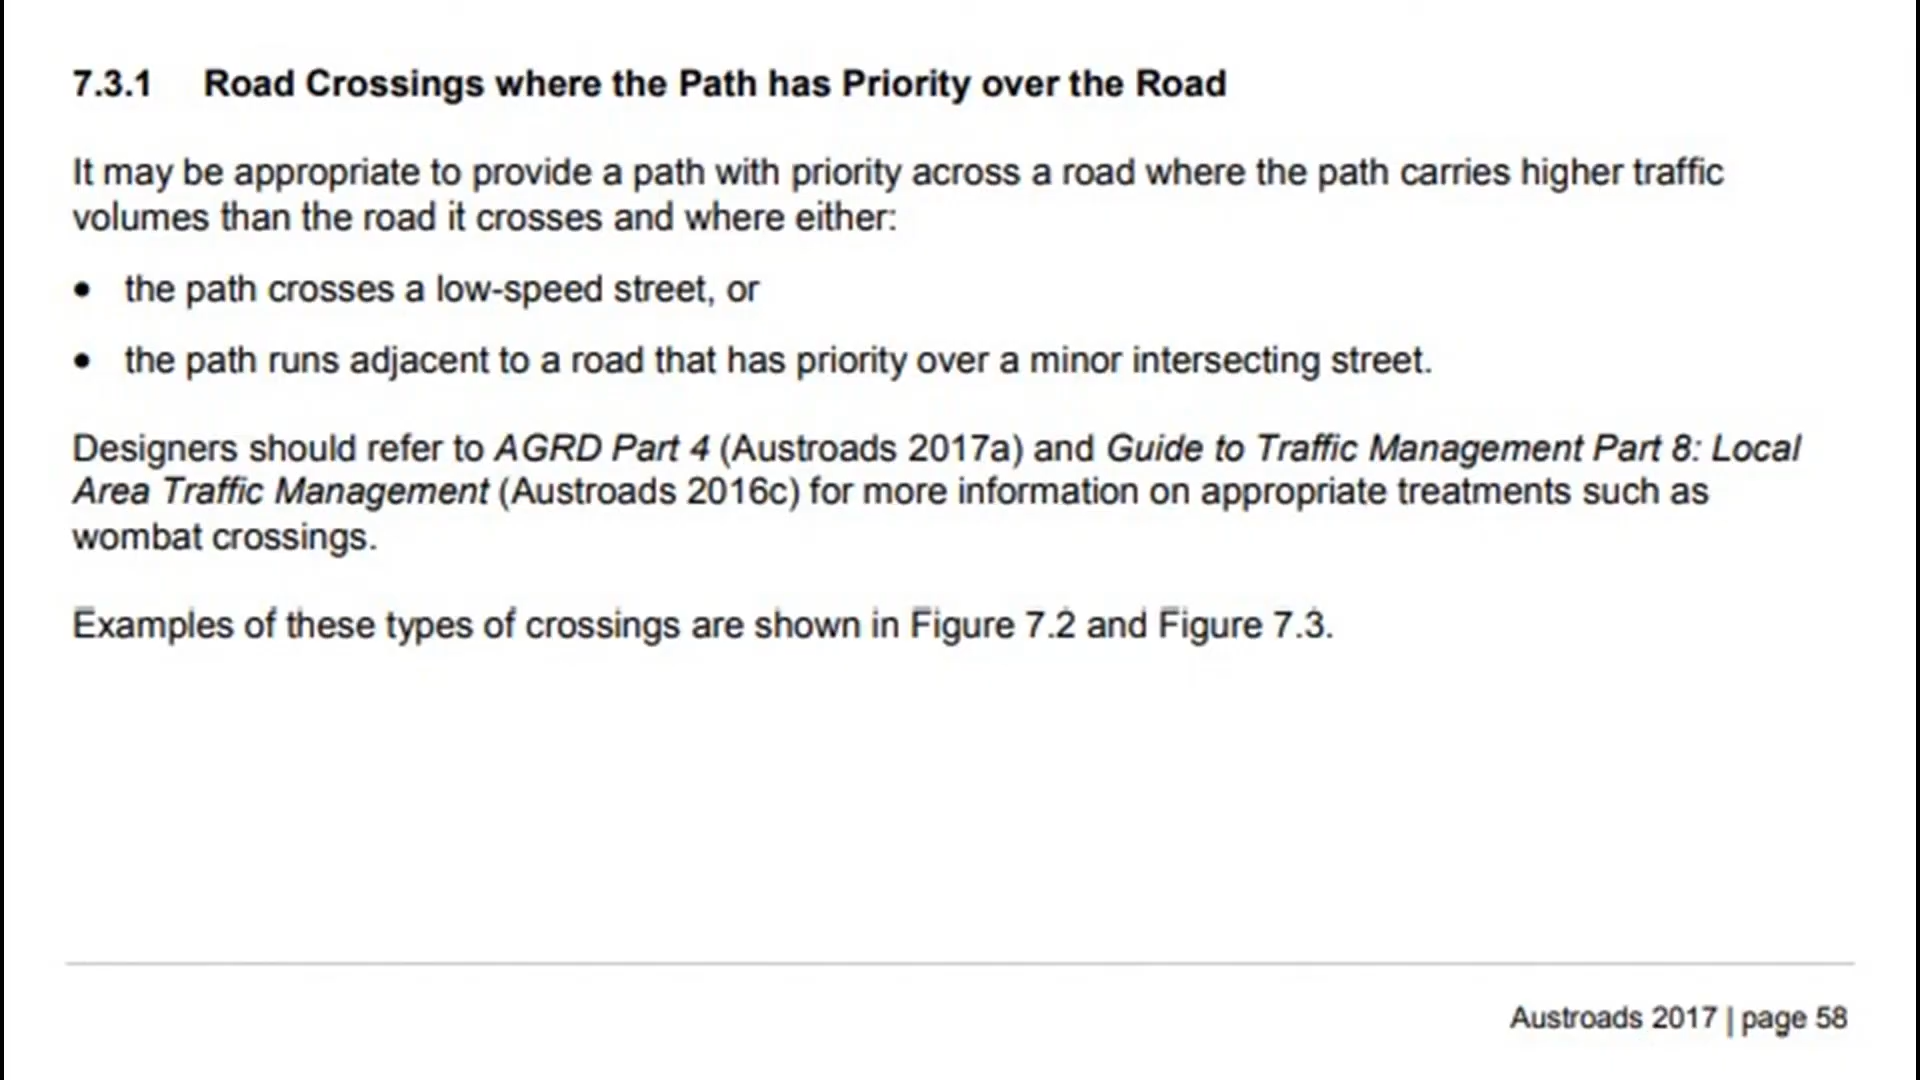 7.3.1 Road Crossings where the Path has Priority over the Road
It may be appropriate to provide a path with priority across a road where the path carries higher traffic
volumes than the road it crosses and where either:
• the path crosses a low-speed street, or
• the path runs adjacent to a road that has priority over a minor intersecting street.
Designers should refer to AGRD Part 4 (Austroads 2017a) and Guide to Traffic Management Part 8: Local
Area Traffic Management (Austroads 2016c) for more information on appropriate treatments such as
wombat crossings.
Examples of these types of crossings are shown in Figure 7.2 and Figure 7.3.
Austroads 2017 | page 58